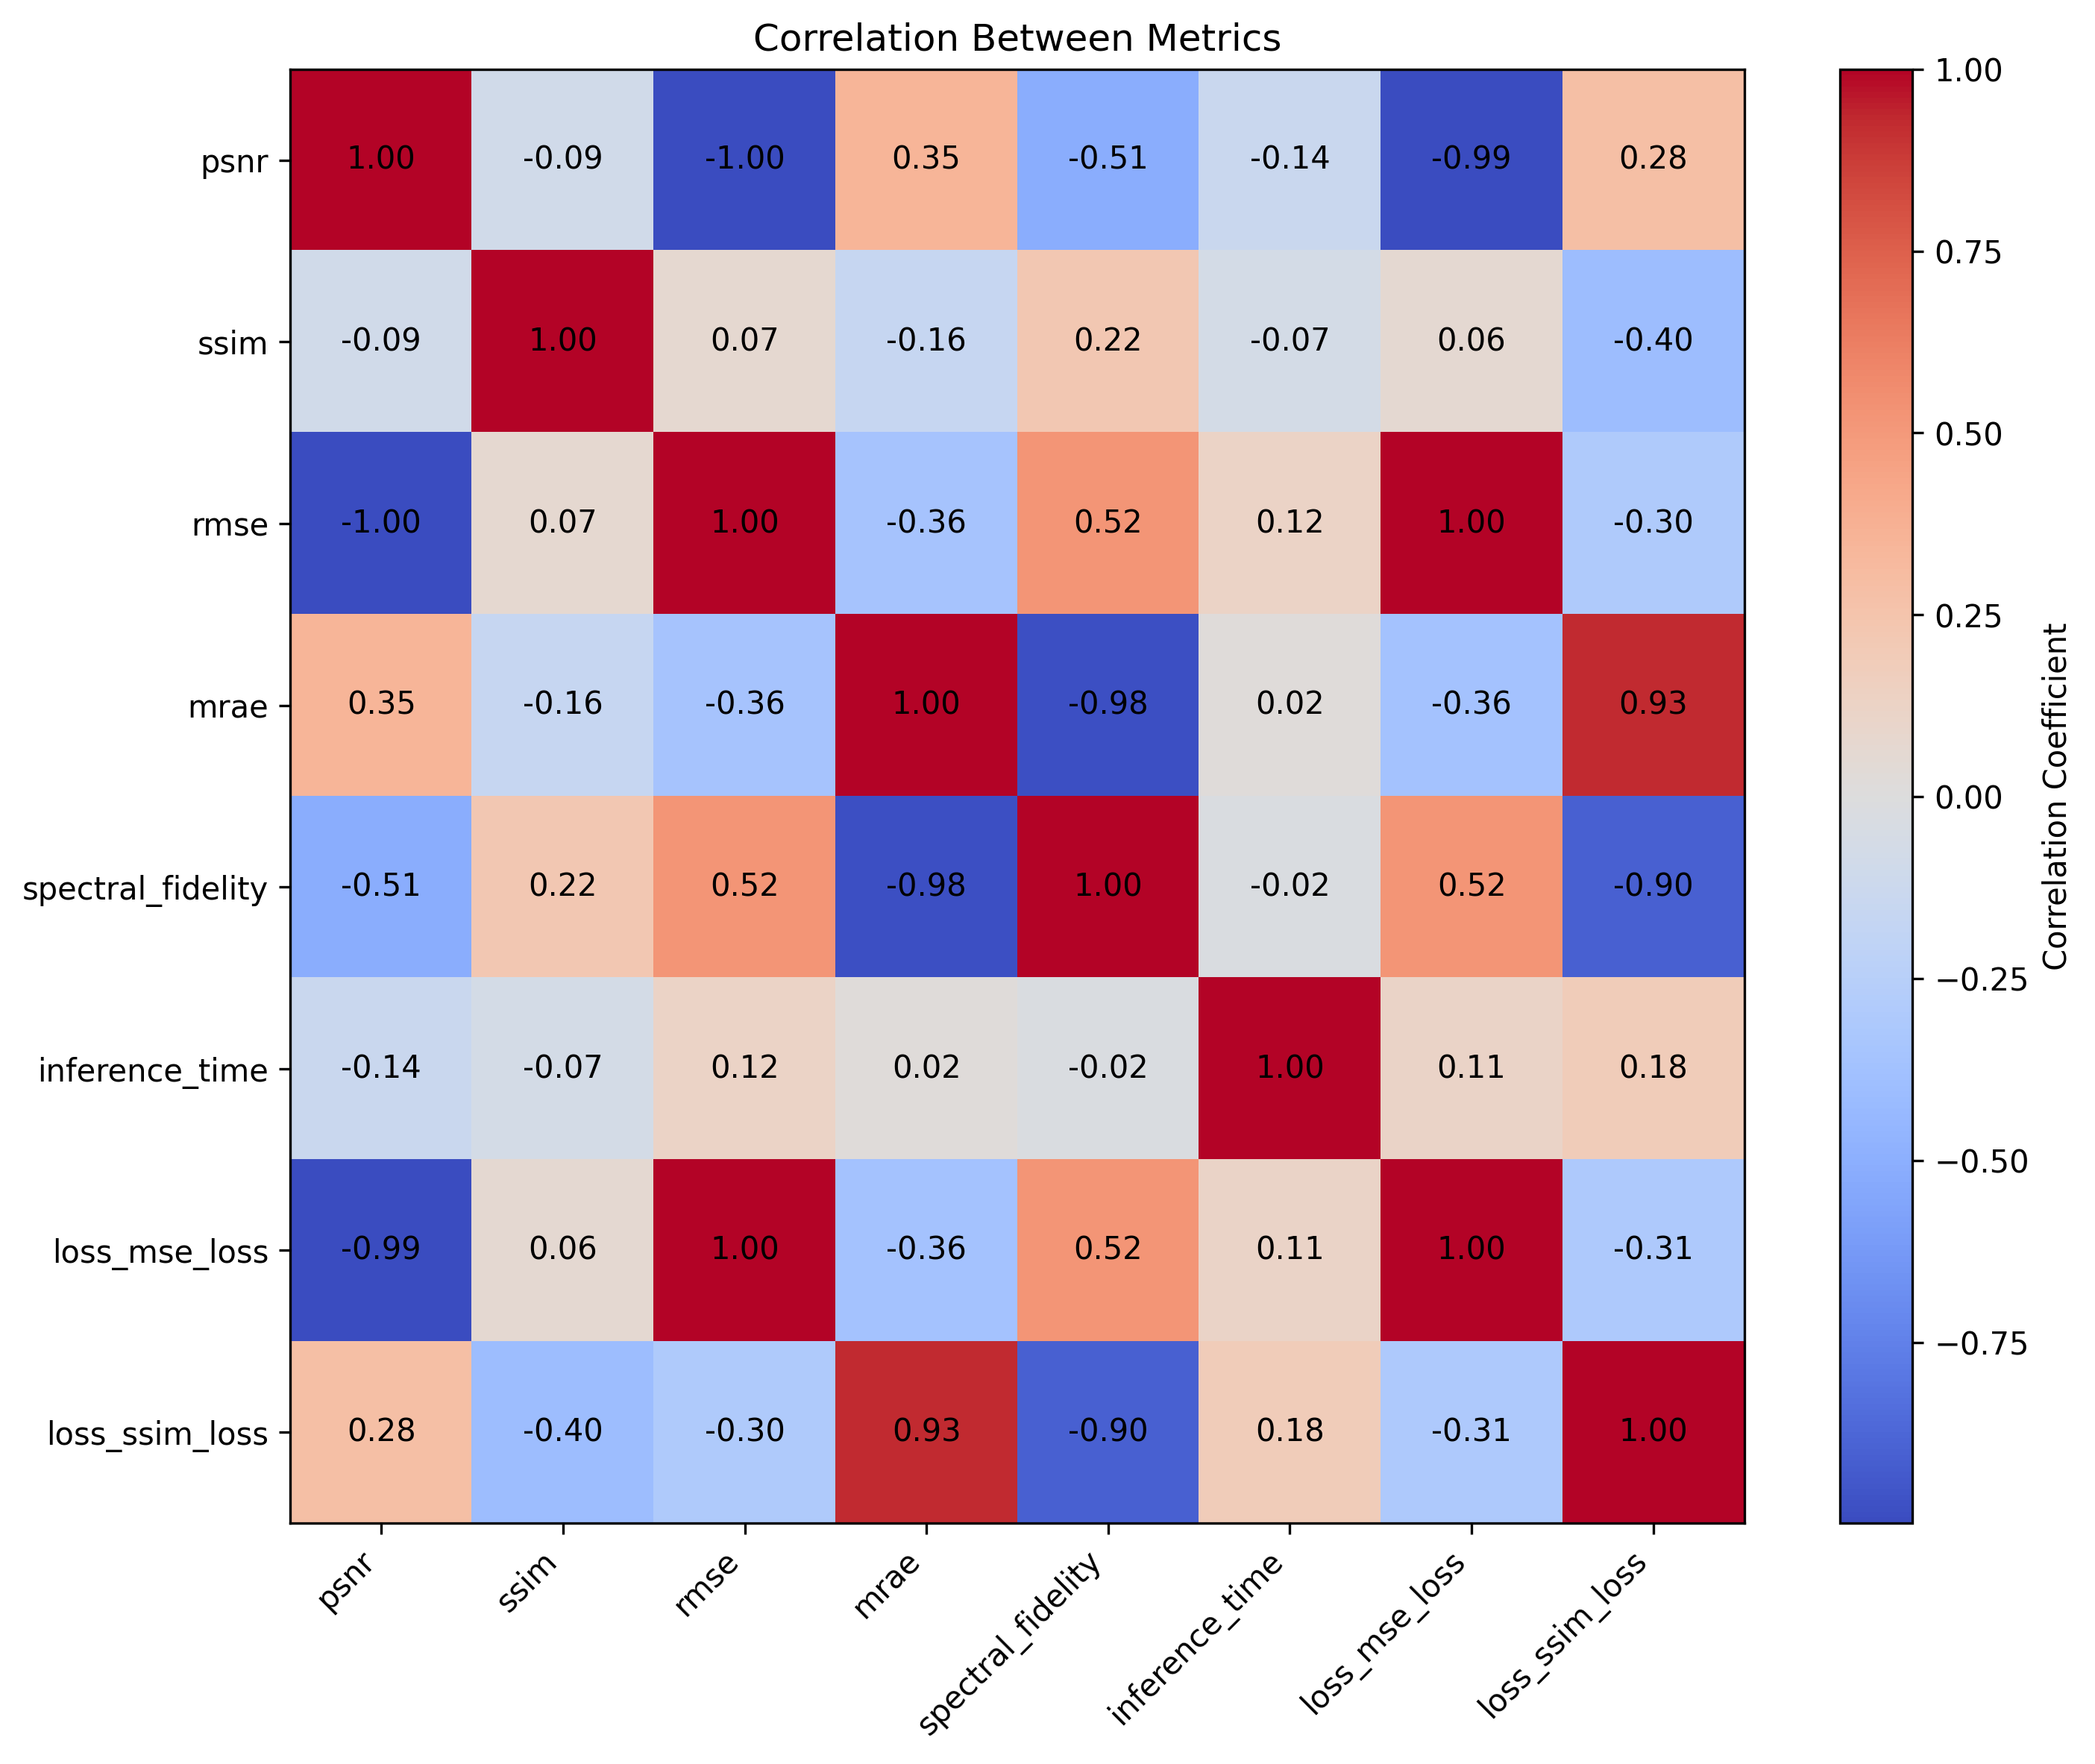 Correlation Between Metrics
psnr 1.00 -0.09 -1.00 0.35 -0.51 -0.14 -0.99 0.28
ssim -0.09 1.00 0.07 -0.16 0.22 -0.07 0.06 -0.40
rmse -1.00 0.07 1.00 -0.36 0.52 0.12 1.00 -0.30
mrae 0.35 -0.16 -0.36 1.00 -0.98 0.02 -0.36 0.93
spectral_fidelity -0.51 0.22 0.52 -0.98 1.00 -0.02 0.52 -0.90
inference_time -0.14 -0.07 0.12 0.02 -0.02 1.00 0.11 0.18
loss_mse_loss -0.99 0.06 1.00 -0.36 0.52 0.11 1.00 -0.31
loss_ssim_loss 0.28 -0.40 -0.30 0.93 -0.90 0.18 -0.31 1.00
psnr ssim rmse mrae spectral_fidelity inference_time loss_mse_loss loss_ssim_loss
1.00
0.75
0.50
0.25
0.00
−0.25
−0.50
−0.75
Correlation Coefficient